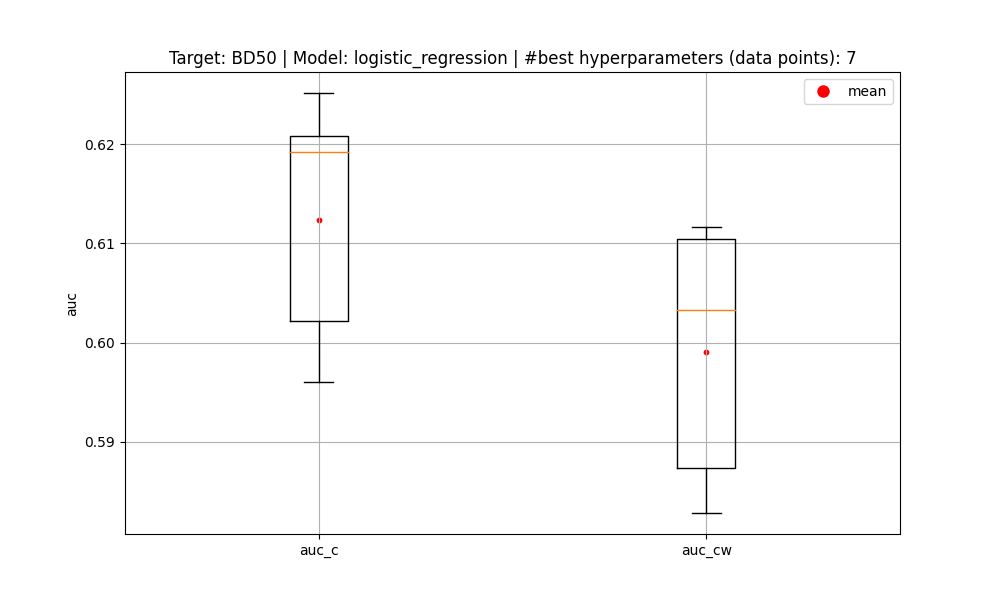 Target: BD50 | Model: logistic_regression | #best hyperparameters (data points): 7
mean
0.62
0.61
0.60
0.59
auc
auc_c
auc_cw